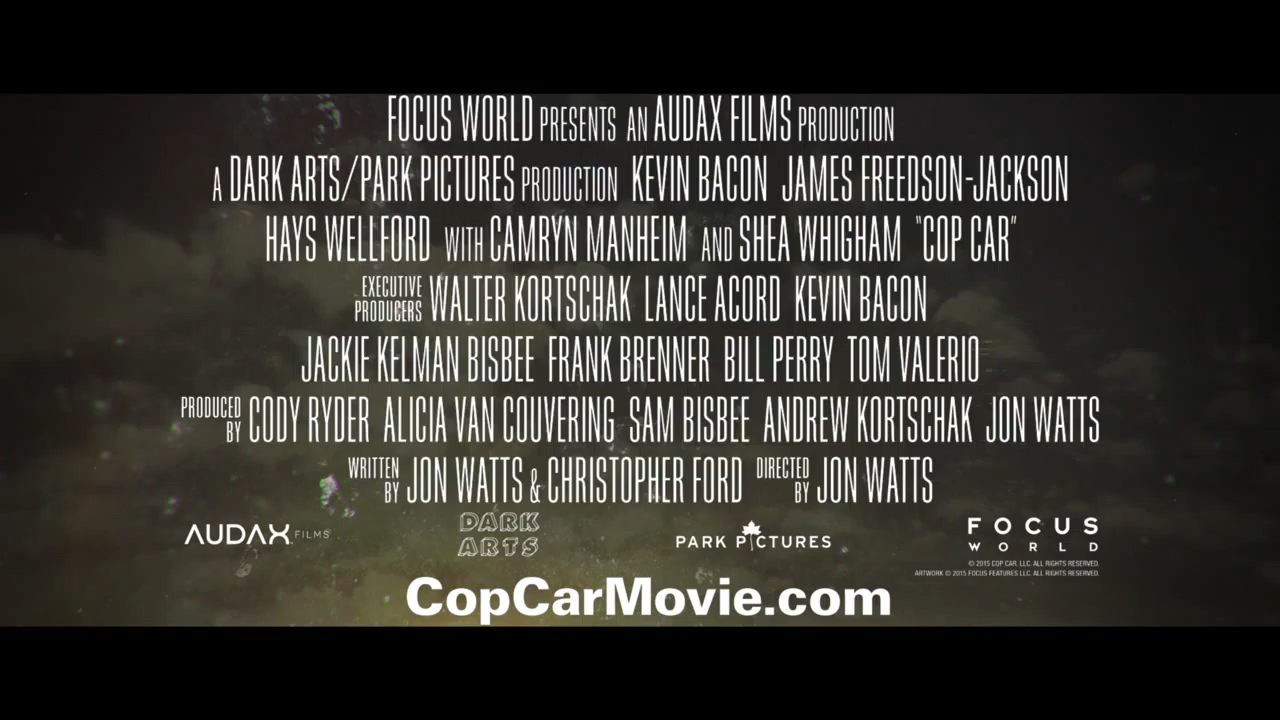 FOCUS WORLD PRESENTS AN AUDAX FILMS PRODUCTION
A DARK ARTS/PARK PICTURES PRODUCTION KEVIN BACON JAMES FREEDSON-JACKSON
HAYS WELLFORD WITH CAMRYN MANHEIM AND SHEA WHIGHAM "COP CAR"
EXECUTIVE PRODUCERS WALTER KORTSCHAK LANCE ACORD KEVIN BACON
JACKIE KELMAN BISBEE FRANK BRENNER BILL PERRY TOM VALERIO
PRODUCED BY CODY RYDER ALICIA VAN COUVERING SAM BISBEE ANDREW KORTSCHAK JON WATTS
WRITTEN BY JON WATTS & CHRISTOPHER FORD DIRECTED BY JON WATTS
AUDAX FILMS
DARK
ARTS
PARK PICTURES
FOCUS
WORLD
© 2015 COP CAR, LLC. ALL RIGHTS RESERVED.
ARTWORK © 2015 FOCUS FEATURES LLC. ALL RIGHTS RESERVED.
CopCarMovie.com